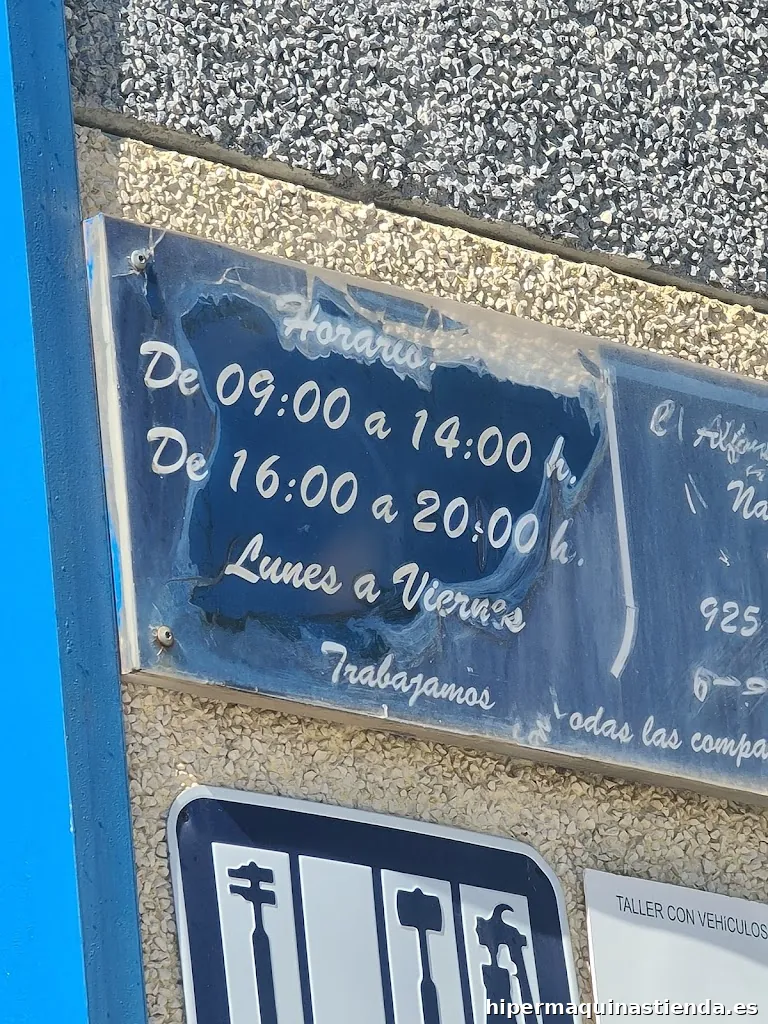 Horario:
De 09:00 a 14:00 h.
De 16:00 a 20:00 h.
Lunes a Viernes
Trabajamos
odas las compa
C\
Na
925
TALLER CON VEHÍCULOS
hipermaquinastienda.es